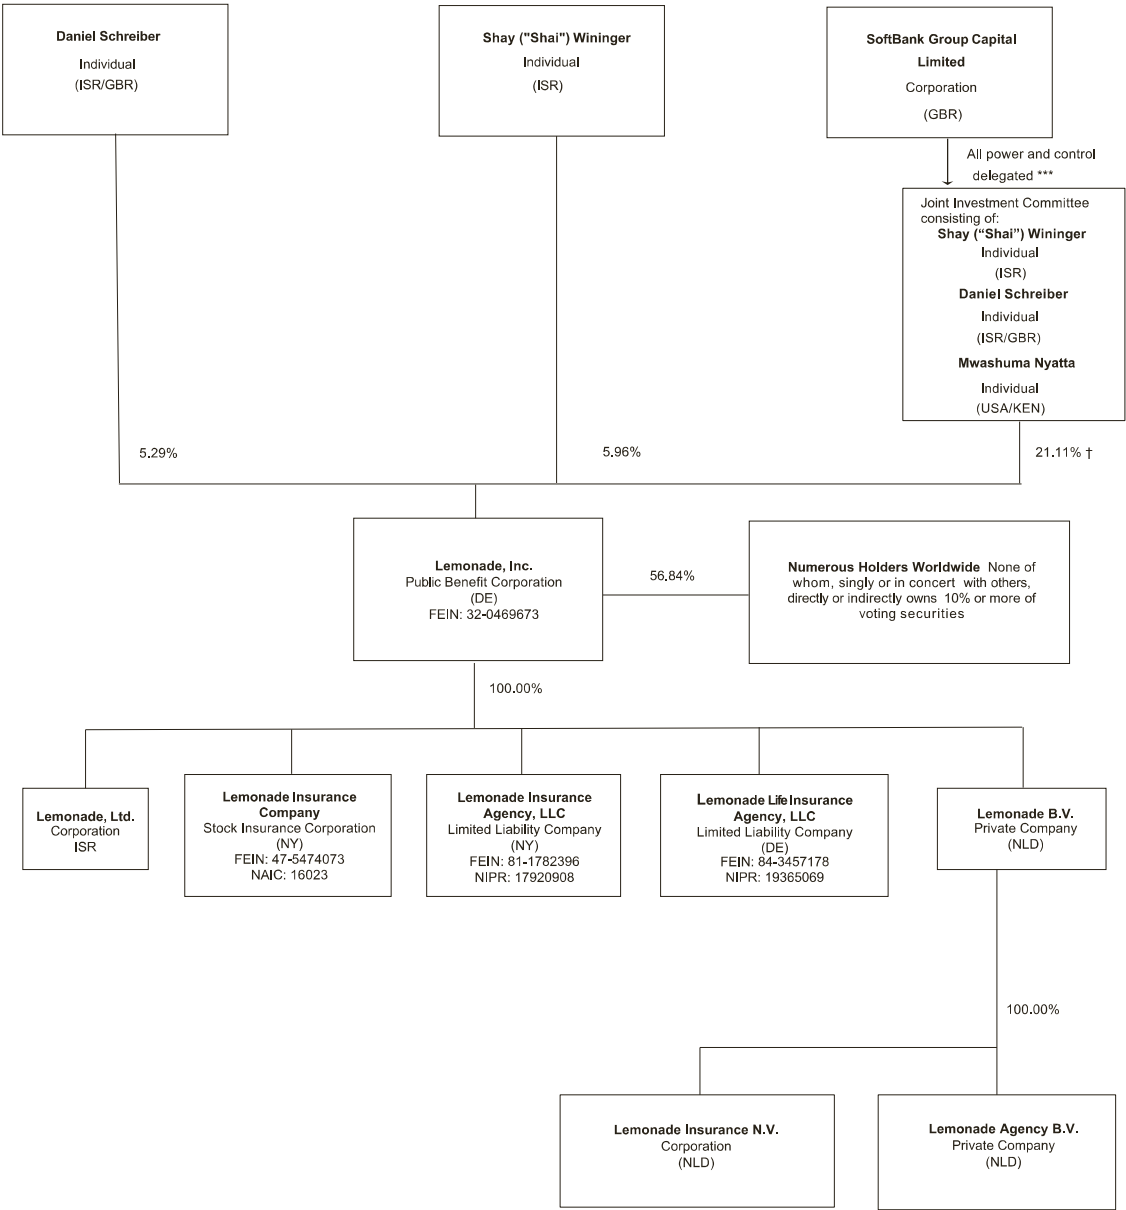 Daniel Schreiber
Individual
(ISR/GBR)
Shay ("Shai") Wininger
Individual
(ISR)
SoftBank Group Capital
Limited
Corporation
(GBR)
All power and control
delegated ***
Joint Investment Committee
consisting of:
Shay (“Shai”) Wininger
Individual
(ISR)
Daniel Schreiber
Individual
(ISR/GBR)
Mwashuma Nyatta
Individual
(USA/KEN)
5.29%
5.96%
21.11% †
Lemonade, Inc.
Public Benefit Corporation
(DE)
FEIN: 32-0469673
56.84%
Numerous Holders Worldwide None of
whom, singly or in concert with others,
directly or indirectly owns 10% or more of
voting securities
100.00%
Lemonade, Ltd.
Corporation
ISR
Lemonade Insurance
Company
Stock Insurance Corporation
(NY)
FEIN: 47-5474073
NAIC: 16023
Lemonade Insurance
Agency, LLC
Limited Liability Company
(NY)
FEIN: 81-1782396
NIPR: 17920908
Lemonade Life Insurance
Agency, LLC
Limited Liability Company
(DE)
FEIN: 84-3457178
NIPR: 19365069
Lemonade B.V.
Private Company
(NLD)
100.00%
Lemonade Insurance N.V.
Corporation
(NLD)
Lemonade Agency B.V.
Private Company
(NLD)